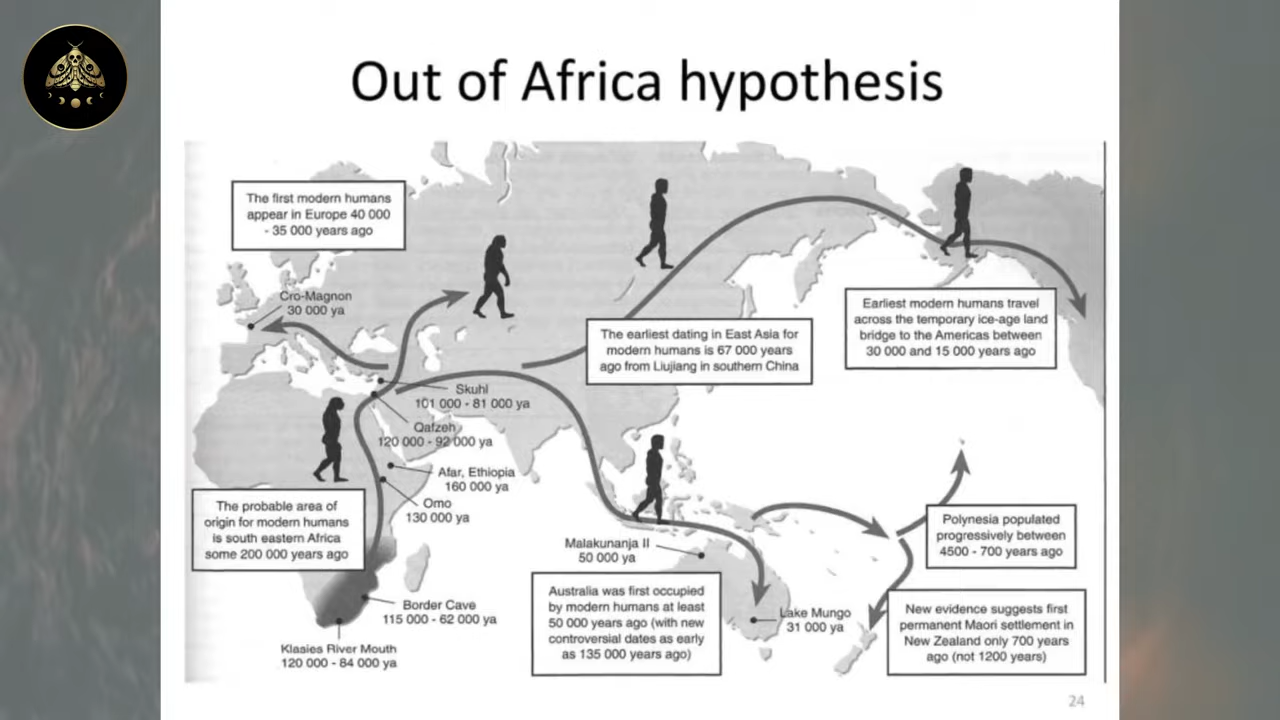 Out of Africa hypothesis
The first modern humans
appear in Europe 40 000
- 35 000 years ago
Cro-Magnon
30 000 ya
Earliest modern humans travel
across the temporary ice-age land
bridge to the Americas between
30 000 and 15 000 years ago
The earliest dating in East Asia for
modern humans is 67 000 years
ago from Liujiang in southern China
Skuhl
101 000 - 81 000 ya
Qafzeh
120 000 - 92 000 ya
Afar, Ethiopia
160 000 ya
Omo
130 000 ya
The probable area of
origin for modern humans
is south eastern Africa
some 200 000 years ago
Polynesia populated
progressively between
4500 - 700 years ago
Malakunanja II
50 000 ya
Australia was first occupied
by modern humans at least
50 000 years ago (with new
controversial dates as early
as 135 000 years ago)
Lake Mungo
31 000 ya
New evidence suggests first
permanent Maori settlement in
New Zealand only 700 years
ago (not 1200 years)
Border Cave
115 000 - 62 000 ya
Klasies River Mouth
120 000 - 84 000 ya
24